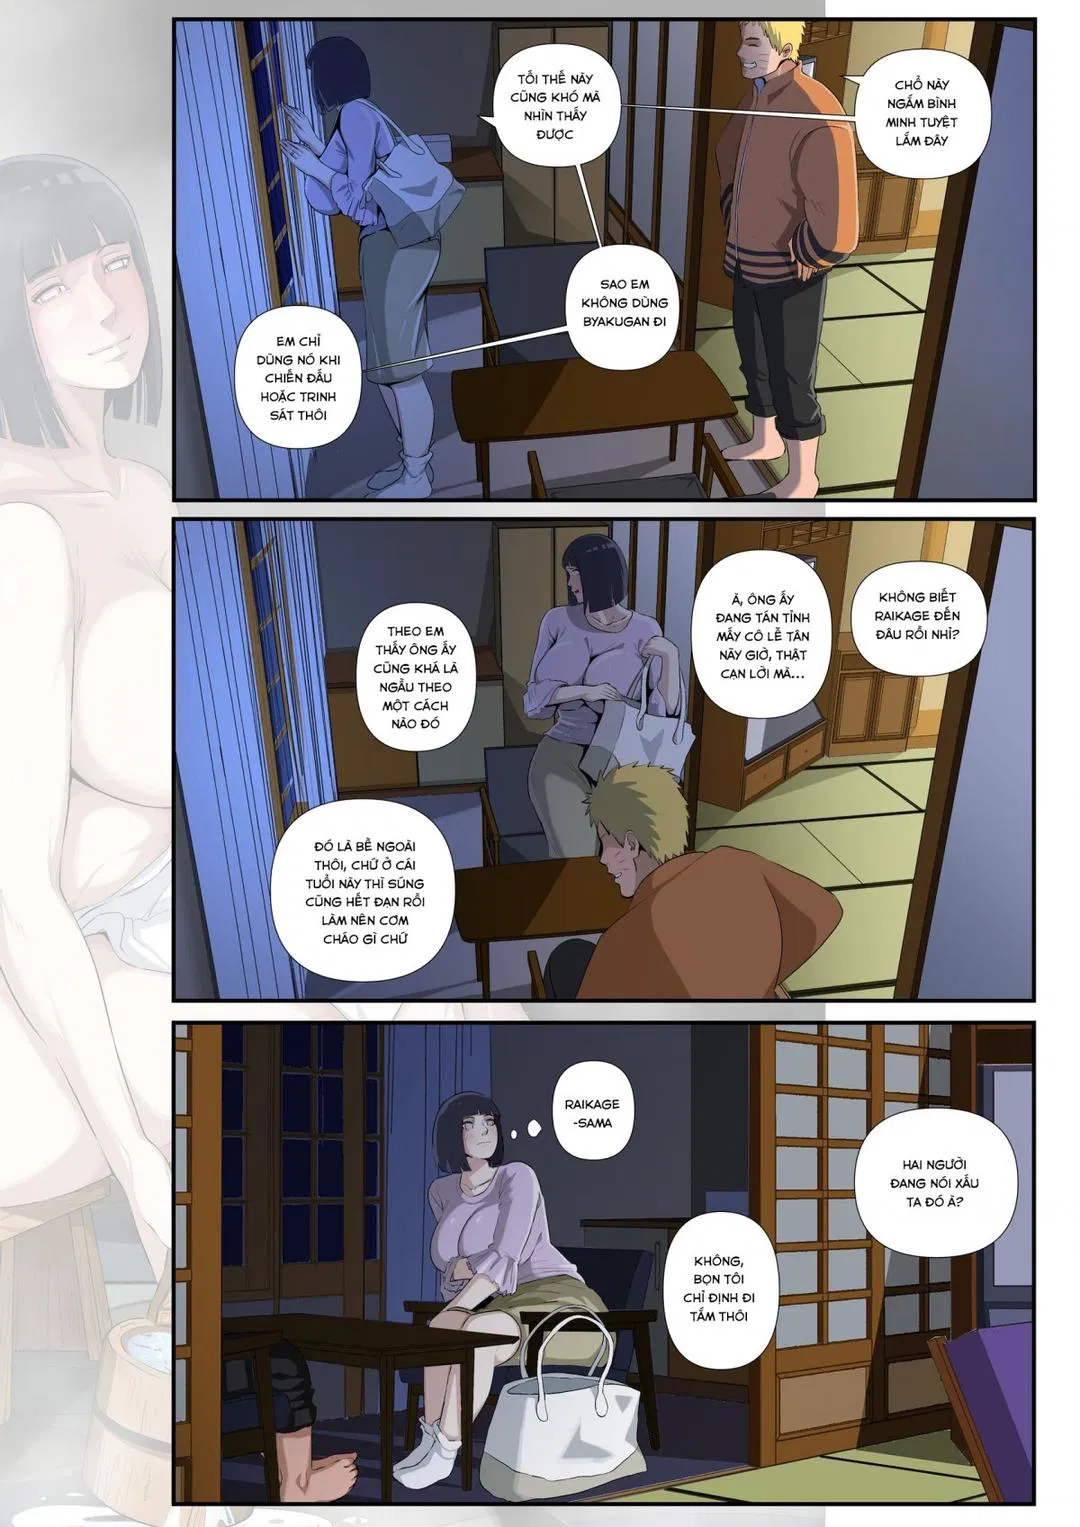 CHỔ NÀY
NGẮM BÌNH
MINH TUYỆT
LẮM ĐÂY
TỐI THẾ NÀY
CŨNG KHÓ MÀ
NHÌN THẤY
ĐƯỢC
SAO EM
KHÔNG DÙNG
BYAKUGAN ĐI
EM CHỈ
DÙNG NÓ KHI
CHIẾN ĐẤU
HOẶC TRINH
SÁT THÔI
KHÔNG BIẾT
RAIKAGE ĐẾN
ĐÂU RỒI NHỈ?
À, ÔNG ẤY
ĐANG TÁN TỈNH
MẤY CÔ LỄ TÂN
NÃY GIỜ, THẬT
CẠN LỜI MÀ...
THEO EM
THẤY ÔNG ẤY
CŨNG KHÁ LÀ
NGẦU THEO
MỘT CÁCH
NÀO ĐÓ
ĐÓ LÀ BỀ NGOÀI
THÔI, CHỨ Ở CÁI
TUỔI NÀY THÌ SÚNG
CŨNG HẾT ĐẠN RỒI
LÀM NÊN CƠM
CHÁO GÌ CHỨ
RAIKAGE
-SAMA
HAI NGƯỜI
ĐANG NÓI XẤU
TA ĐÓ À?
KHÔNG,
BỌN TÔI
CHỈ ĐỊNH ĐI
TẮM THÔI